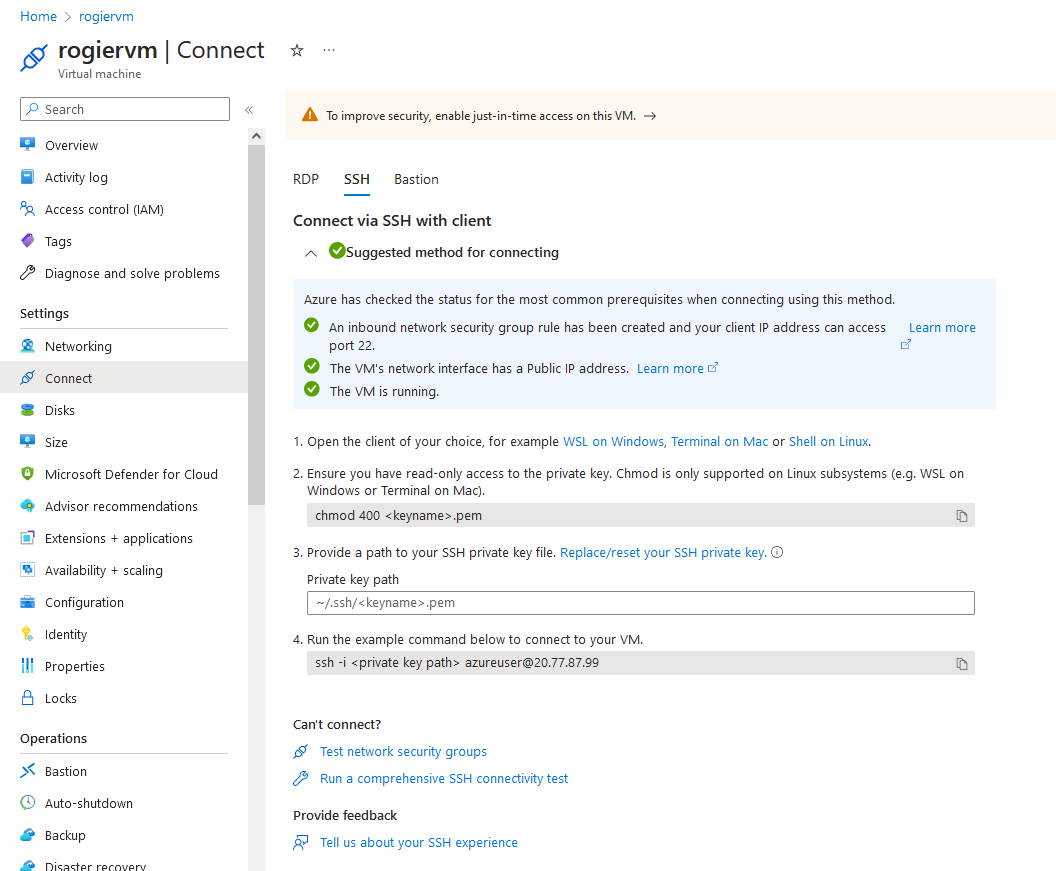 Home > rogiervm
rogiervm | Connect
Virtual machine
Search
Overview
Activity log
Access control (IAM)
Tags
Diagnose and solve problems
Settings
Networking
Connect
Disks
Size
Microsoft Defender for Cloud
Advisor recommendations
Extensions + applications
Availability + scaling
Configuration
Identity
Properties
Locks
Operations
Bastion
Auto-shutdown
Backup
Disaster recovery
To improve security, enable just-in-time access on this VM. →
RDP SSH Bastion
Connect via SSH with client
Suggested method for connecting
Azure has checked the status for the most common prerequisites when connecting using this method.
An inbound network security group rule has been created and your client IP address can access Learn more
port 22.
The VM's network interface has a Public IP address. Learn more
The VM is running.
1. Open the client of your choice, for example WSL on Windows, Terminal on Mac or Shell on Linux.
2. Ensure you have read-only access to the private key. Chmod is only supported on Linux subsystems (e.g. WSL on
Windows or Terminal on Mac).
chmod 400 <keyname>.pem
3. Provide a path to your SSH private key file. Replace/reset your SSH private key.
Private key path
~/.ssh/<keyname>.pem
4. Run the example command below to connect to your VM.
ssh -i <private key path> azureuser@20.77.87.99
Can't connect?
Test network security groups
Run a comprehensive SSH connectivity test
Provide feedback
Tell us about your SSH experience